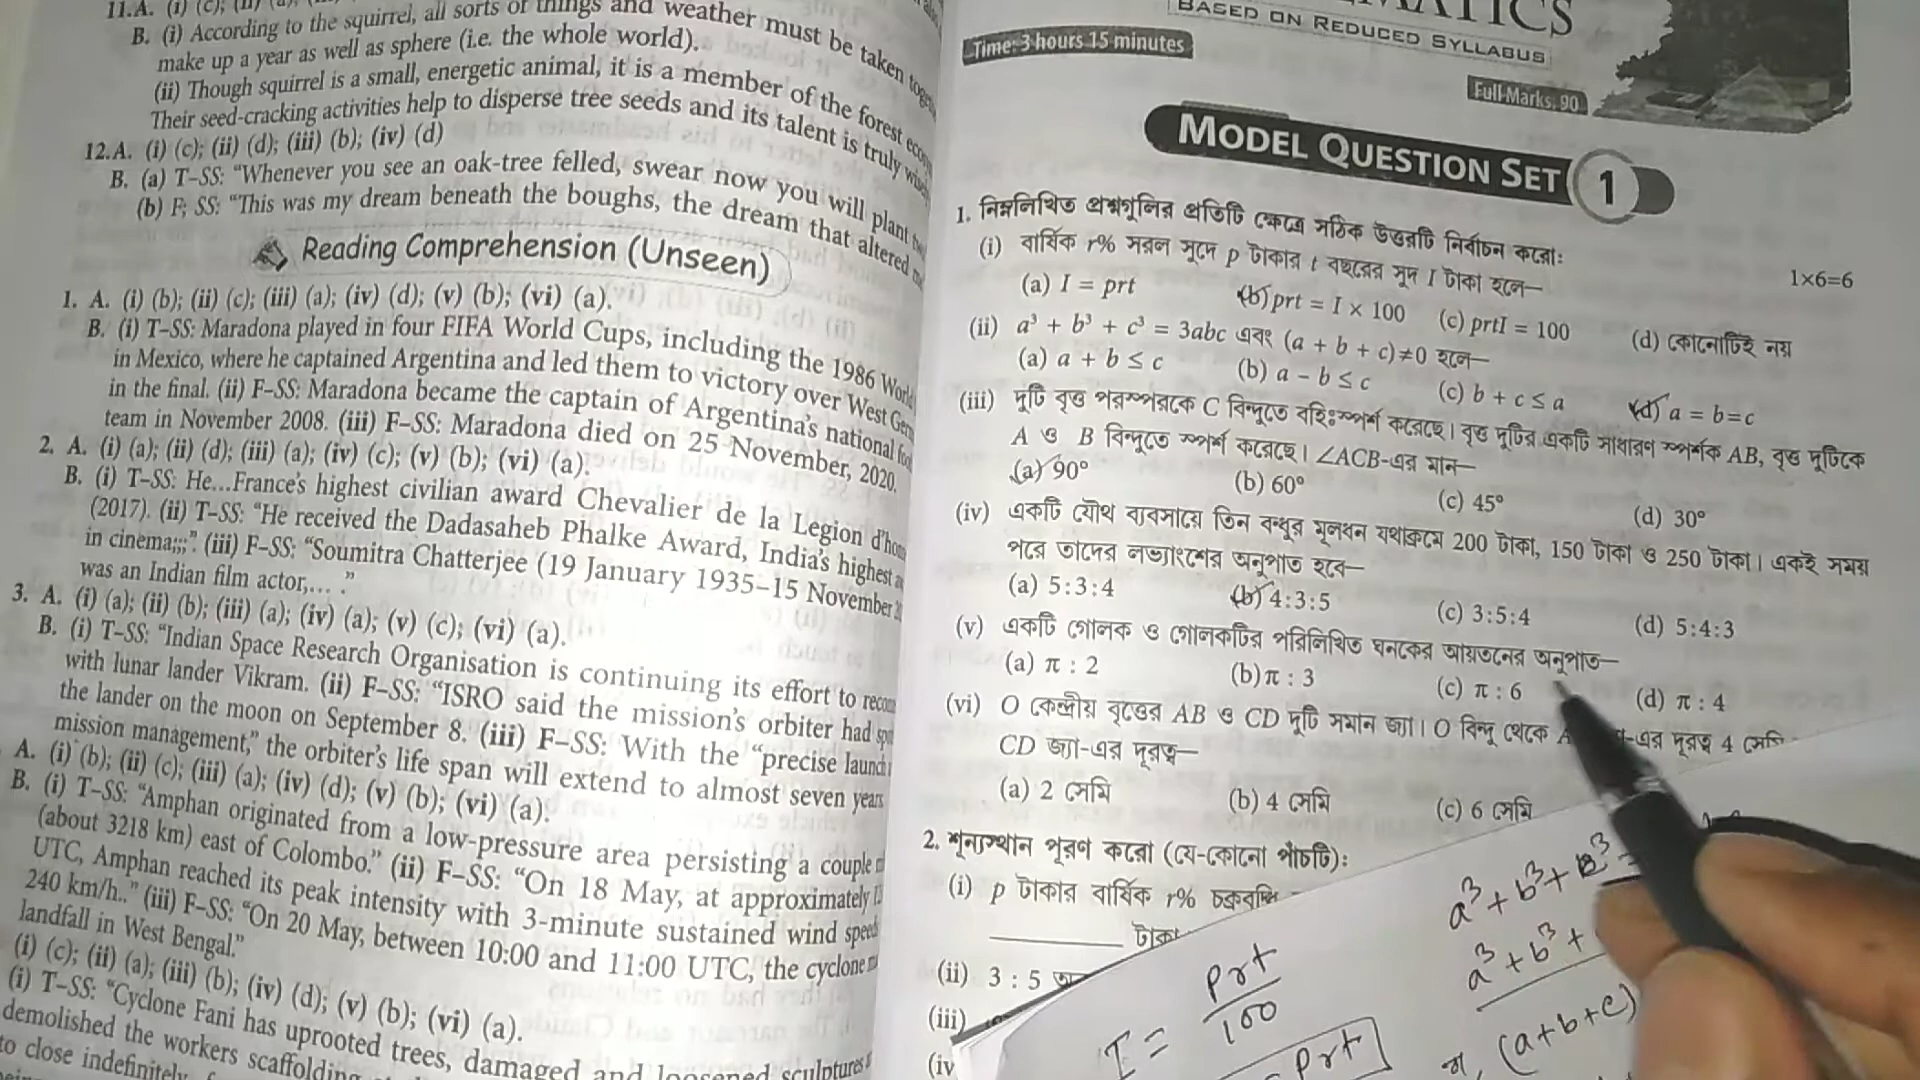 11.A. (i) (c); (ii)
B. (i) According to the squirrel, all sorts of things and weather must be taken
make up a year as well as sphere (i.e. the whole world).
(ii) Though squirrel is a small, energetic animal, it is a member of the forest
Their seed-cracking activities help to disperse tree seeds and its talent is truly
12.A. (i) (c); (ii) (d); (iii) (b); (iv) (d)
B. (a) T–SS: “Whenever you see an oak-tree felled, swear now you will plant
(b) F; SS: “This was my dream beneath the boughs, the dream that altered
Reading Comprehension (Unseen)
1. A. (i) (b); (ii) (c); (iii) (a); (iv) (d); (v) (b); (vi) (a).
B. (i) T–SS: Maradona played in four FIFA World Cups, including the 1986 World
in Mexico, where he captained Argentina and led them to victory over West
in the final. (ii) F–SS: Maradona became the captain of Argentina's national
team in November 2008. (iii) F–SS: Maradona died on 25 November, 2020.
2. A. (i) (a); (ii) (d); (iii) (a); (iv) (c); (v) (b); (vi) (a).
B. (i) T–SS: He...France's highest civilian award Chevalier de la Legion
(2017). (ii) T–SS: “He received the Dadasaheb Phalke Award, India's highest
in cinema;;;” (iii) F–SS: “Soumitra Chatterjee (19 January 1935–15 November
was an Indian film actor,... .”
3. A. (i) (a); (ii) (b); (iii) (a); (iv) (a); (v) (c); (vi) (a).
B. (i) T–SS: “Indian Space Research Organisation is continuing its effort to
with lunar lander Vikram. (ii) F–SS: “ISRO said the mission's orbiter had
the lander on the moon on September 8. (iii) F–SS: With the “precise launch
mission management,” the orbiter's life span will extend to almost seven years
A. (i) (b); (ii) (c); (iii) (a); (iv) (d); (v) (b); (vi) (a).
B. (i) T–SS: “Amphan originated from a low-pressure area persisting a couple
(about 3218 km) east of Colombo.” (ii) F–SS: “On 18 May, at approximately
UTC, Amphan reached its peak intensity with 3-minute sustained wind speed
240 km/h..” (iii) F–SS: “On 20 May, between 10:00 and 11:00 UTC, the cyclone
landfall in West Bengal.”
(i) (c); (ii) (a); (iii) (b); (iv) (d); (v) (b); (vi) (a).
(i) T–SS: “Cyclone Fani has uprooted trees, damaged and loosened sculptures
demolished the workers scaffolding
to close indefinitely
BASED ON REDUCED SYLLABUS
Time: 3 hours 15 minutes
Full Marks. 90
MODEL QUESTION SET 1
1. নিম্নলিখিত প্রশ্নগুলির প্রতিটি ক্ষেত্রে সঠিক উত্তরটি নির্বাচন করো:
1×6=6
(i) বার্ষিক r% সরল সুদে p টাকার t বছরের সুদ I টাকা হলে—
(a) I = prt (b) prt = I × 100 (c) prtI = 100 (d) কোনোটিই নয়
(ii) a³ + b³ + c³ = 3abc এবং (a + b + c)≠0 হলে—
(a) a + b ≤ c (b) a – b ≤ c (c) b + c ≤ a (d) a = b=c
(iii) দুটি বৃত্ত পরস্পরকে C বিন্দুতে বহিঃস্পর্শ করেছে। বৃত্ত দুটির একটি সাধারণ স্পর্শক AB, বৃত্ত দুটিকে
A ও B বিন্দুতে স্পর্শ করেছে। ∠ACB-এর মান—
(a) 90° (b) 60° (c) 45° (d) 30°
(iv) একটি যৌথ ব্যবসায়ে তিন বন্ধুর মূলধন যথাক্রমে 200 টাকা, 150 টাকা ও 250 টাকা। একই সময়
পরে তাদের লভ্যাংশের অনুপাত হবে—
(a) 5:3:4 (b) 4:3:5 (c) 3:5:4 (d) 5:4:3
(v) একটি গোলক ও গোলকটির পরিলিখিত ঘনকের আয়তনের অনুপাত—
(a) π : 2 (b) π : 3 (c) π : 6 (d) π : 4
(vi) O কেন্দ্রীয় বৃত্তের AB ও CD দুটি সমান জ্যা। O বিন্দু থেকে -এর দূরত্ব 4
CD জ্যা-এর দূরত্ব—
(a) 2 সেমি (b) 4 সেমি (c) 6 সেমি
2. শূন্যস্থান পূরণ করো (যে-কোনো পাঁচটি):
(i) p টাকার বার্ষিক r% চক্রবৃদ্ধি
টাকা
(ii) 3 : 5
(iii)
(iv
I = prt / 100
prt
a³ + b³ +
a³ + b³ +
(a+b+c)